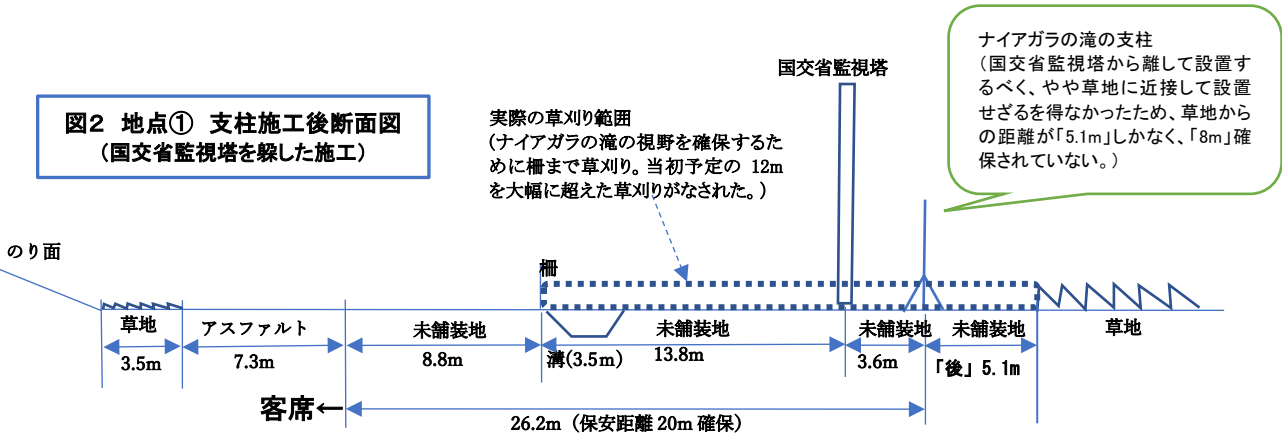 図2 地点① 支柱施工後断面図
(国交省監視塔を躱した施工)
実際の草刈り範囲
(ナイアガラの滝の視野を確保するた
めに柵まで草刈り。当初予定の 12m
を大幅に超えた草刈りがなされた。)
国交省監視塔
ナイアガラの滝の支柱
(国交省監視塔から離して設置す
るべく、やや草地に近接して設置
せざるを得なかったため、草地から
の距離が「5.1m」しかなく、「8m」確
保されていない。)
のり面
柵
草地
アスファルト
未舗装地
未舗装地
未舗装地
未舗装地
草地
3.5m
7.3m
8.8m
溝(3.5m)
13.8m
3.6m
「後」5.1m
客席←
26.2m（保安距離 20m 確保）